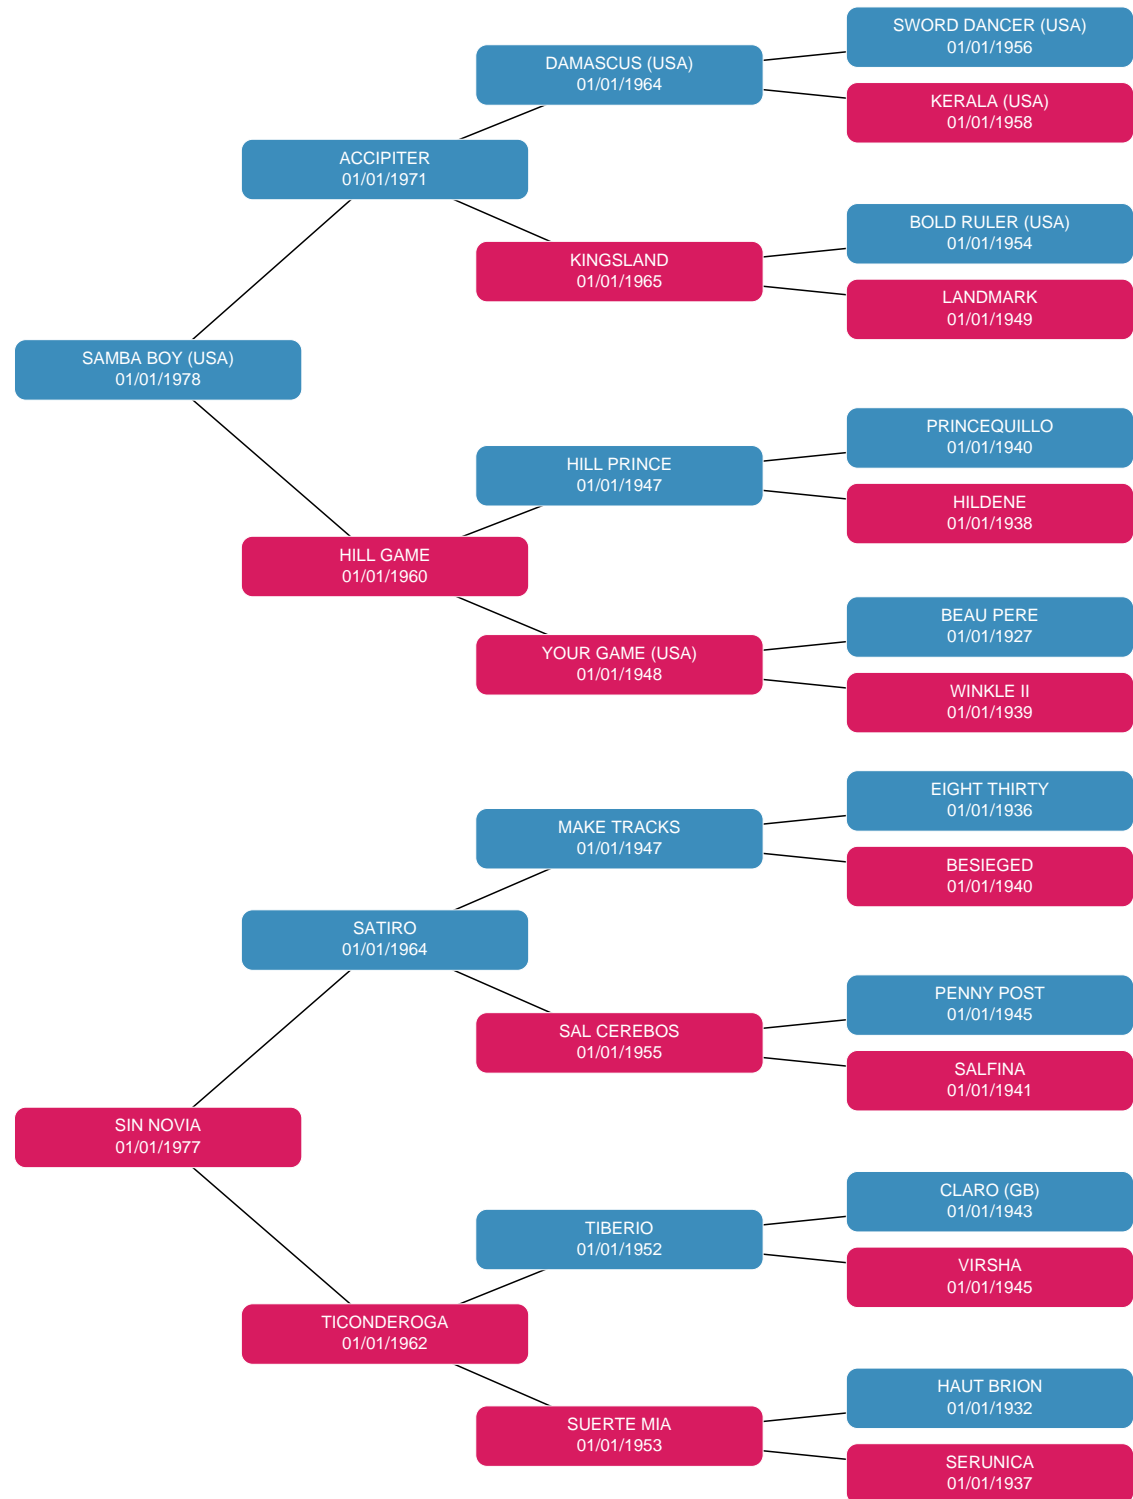 SWORD DANCER (USA)
01/01/1956
DAMASCUS (USA)
01/01/1964
KERALA (USA)
01/01/1958
ACCIPITER
01/01/1971
BOLD RULER (USA)
01/01/1954
KINGSLAND
01/01/1965
LANDMARK
01/01/1949
SAMBA BOY (USA)
01/01/1978
PRINCEQUILLO
01/01/1940
HILL PRINCE
01/01/1947
HILDENE
01/01/1938
HILL GAME
01/01/1960
BEAU PERE
01/01/1927
YOUR GAME (USA)
01/01/1948
WINKLE II
01/01/1939
EIGHT THIRTY
01/01/1936
MAKE TRACKS
01/01/1947
BESIEGED
01/01/1940
SATIRO
01/01/1964
PENNY POST
01/01/1945
SAL CEREBOS
01/01/1955
SALFINA
01/01/1941
SIN NOVIA
01/01/1977
CLARO (GB)
01/01/1943
TIBERIO
01/01/1952
VIRSHA
01/01/1945
TICONDEROGA
01/01/1962
HAUT BRION
01/01/1932
SUERTE MIA
01/01/1953
SERUNICA
01/01/1937